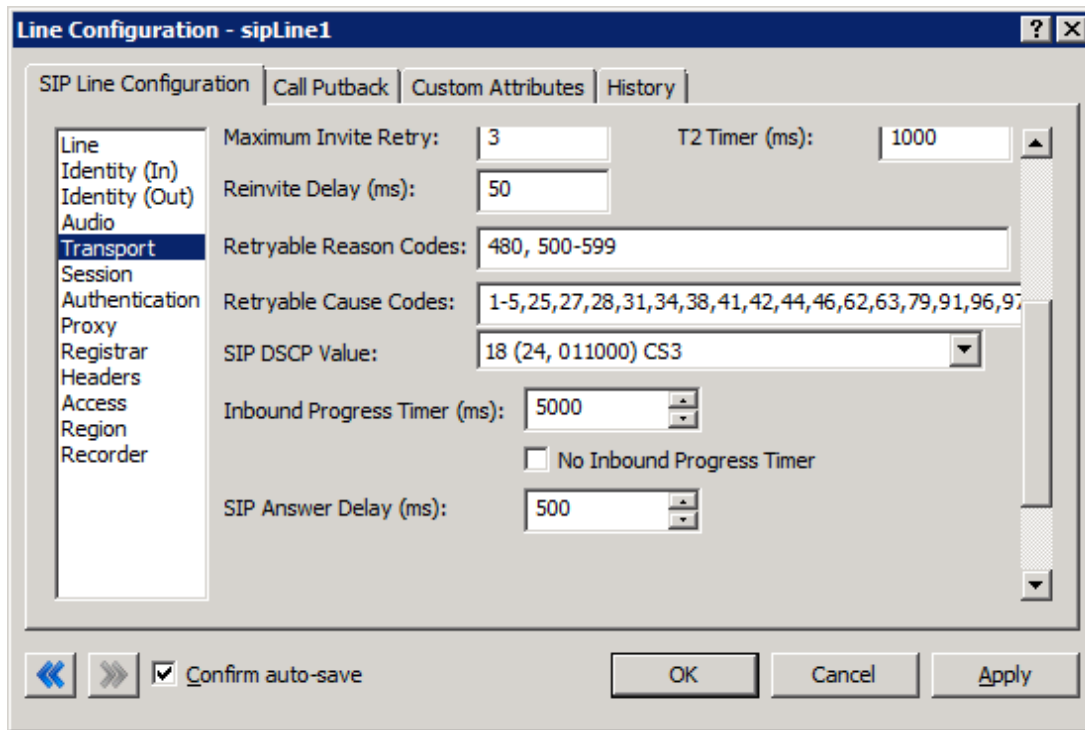 Line Configuration - sipLine1
SIP Line Configuration
Call Putback
Custom Attributes
History
Line
Identity (In)
Identity (Out)
Audio
Transport
Session
Authentication
Proxy
Registrar
Headers
Access
Region
Recorder
Maximum Invite Retry: 3 T2 Timer (ms): 1000
Reinvite Delay (ms): 50
Retryable Reason Codes: 480, 500-599
Retryable Cause Codes: 1-5,25,27,28,31,34,38,41,42,44,46,62,63,79,91,96,97
SIP DSCP Value: 18 (24, 011000) CS3
Inbound Progress Timer (ms): 5000
No Inbound Progress Timer
SIP Answer Delay (ms): 500
Confirm auto-save
OK
Cancel
Apply